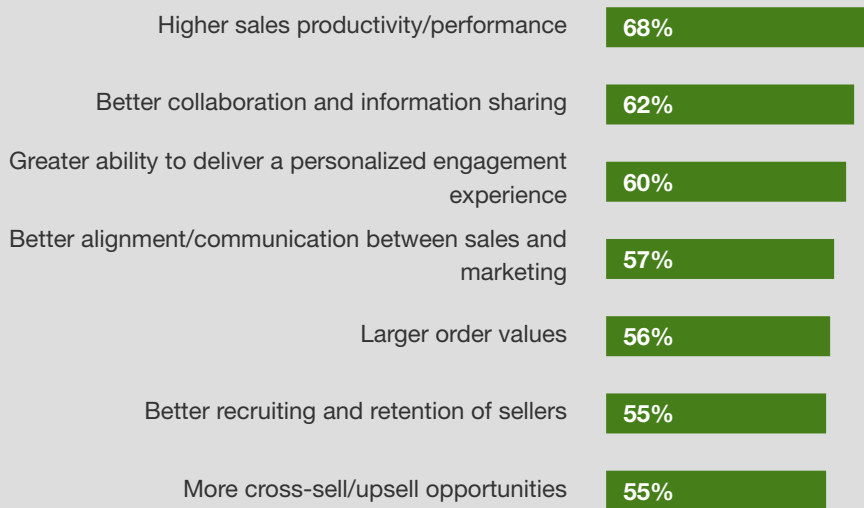 Higher sales productivity/performance 68%
Better collaboration and information sharing 62%
Greater ability to deliver a personalized engagement
experience 60%
Better alignment/communication between sales and
marketing 57%
Larger order values 56%
Better recruiting and retention of sellers 55%
More cross-sell/upsell opportunities 55%